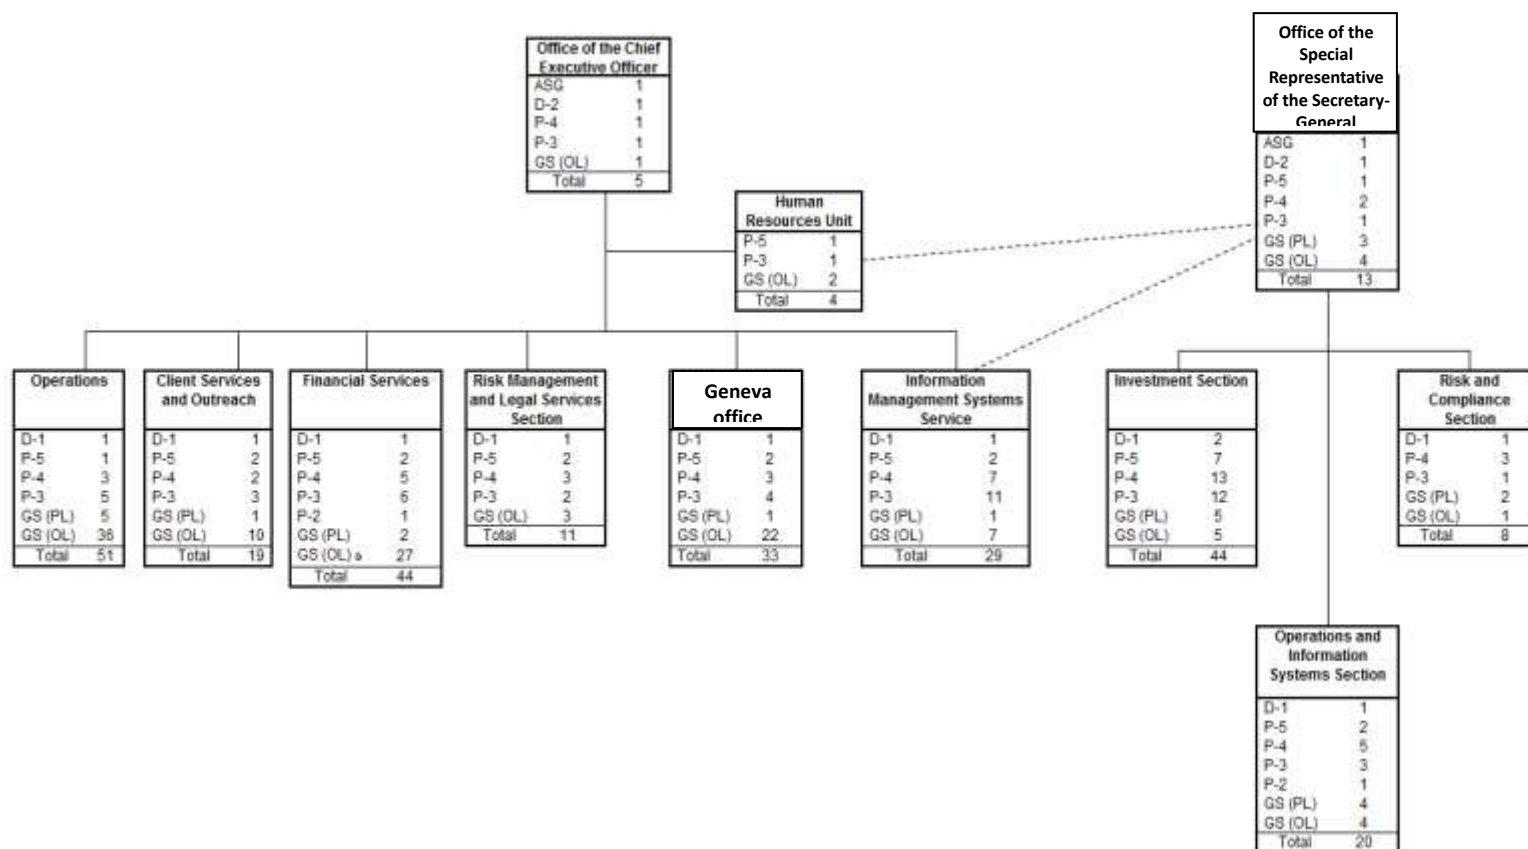 Office of the Chief
Executive Officer
ASG 1
D-2 1
P-4 1
P-3 1
GS (OL) 1
Total 5
Office of the
Special
Representative
of the Secretary-
General
ASG 1
D-2 1
P-5 1
P-4 2
P-3 1
GS (PL) 3
GS (OL) 4
Total 13
Human
Resources Unit
P-5 1
P-3 1
GS (OL) 2
Total 4
Operations
D-1 1
P-5 1
P-4 3
P-3 5
GS (PL) 5
GS (OL) 36
Total 51
Client Services
and Outreach
D-1 1
P-5 2
P-4 2
P-3 3
GS (PL) 1
GS (OL) 10
Total 19
Financial Services
D-1 1
P-5 2
P-4 5
P-3 6
P-2 1
GS (PL) 2
GS (OL) a 27
Total 44
Risk Management
and Legal Services
Section
D-1 1
P-5 2
P-4 3
P-3 2
GS (OL) 3
Total 11
Geneva
office
D-1 1
P-5 2
P-4 3
P-3 4
GS (PL) 1
GS (OL) 22
Total 33
Information
Management Systems
Service
D-1 1
P-5 2
P-4 7
P-3 11
GS (PL) 1
GS (OL) 7
Total 29
Investment Section
D-1 2
P-5 7
P-4 13
P-3 12
GS (PL) 5
GS (OL) 5
Total 44
Risk and
Compliance
Section
D-1 1
P-4 3
P-3 1
GS (PL) 2
GS (OL) 1
Total 8
Operations and
Information
Systems Section
D-1 1
P-5 2
P-4 5
P-3 3
P-2 1
GS (PL) 4
GS (OL) 4
Total 20